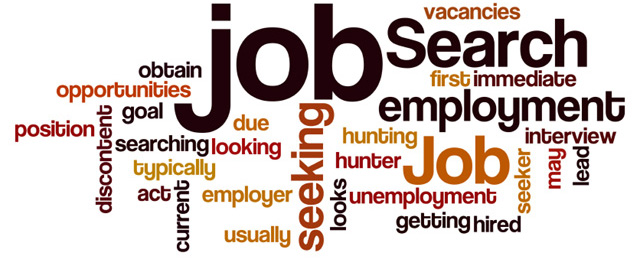 vacancies
job
Search
obtain
first immediate
opportunities
employment
goal
position
discontent
due
seeking
hunting
interview
searching looking
Job
hunter
seeker
may
lead
typically
act
current
employer
looks
unemployment
getting hired
usually